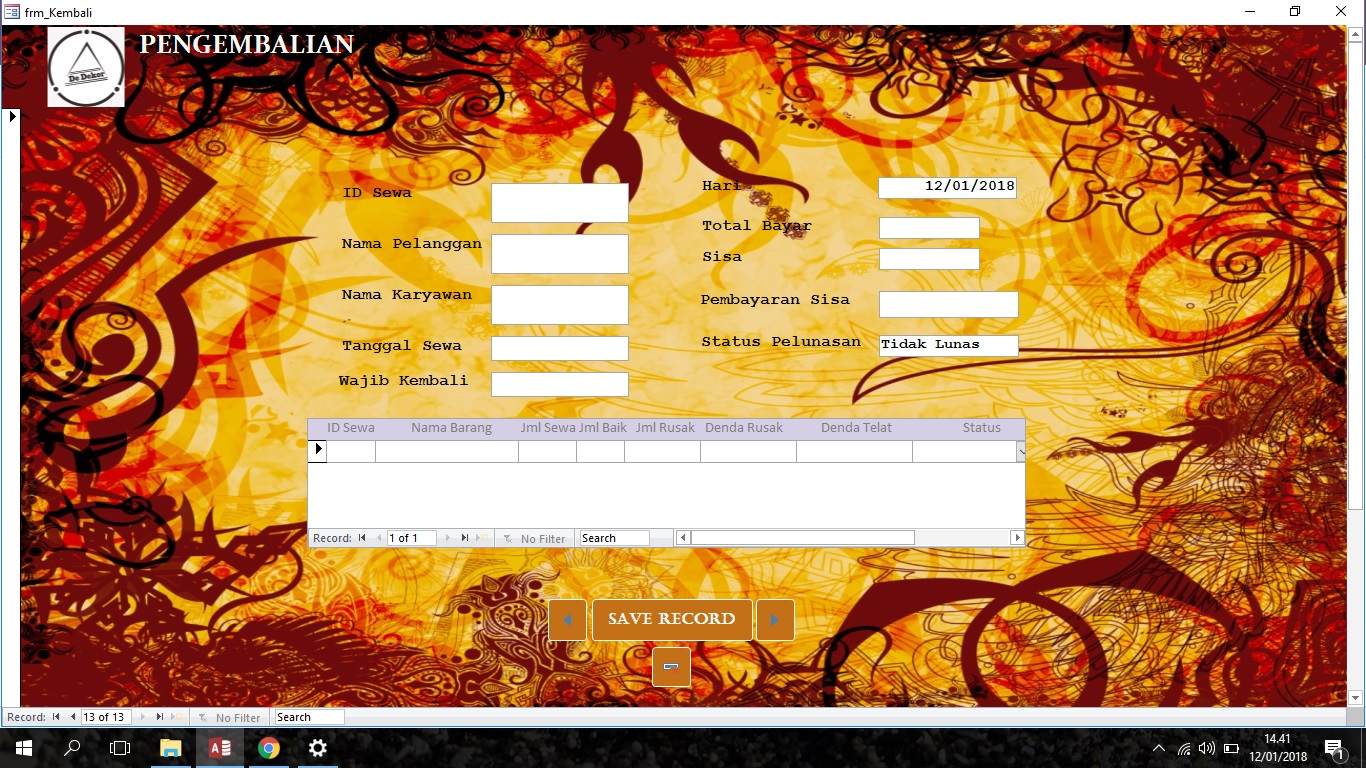 frm_Kembali
De Dekor
PENGEMBALIAN
ID Sewa
Nama Pelanggan
Nama Karyawan
Tanggal Sewa
Wajib Kembali
Hari 12/01/2018
Total Bayar
Sisa
Pembayaran Sisa
Status Pelunasan Tidak Lunas
ID Sewa Nama Barang Jml Sewa Jml Baik Jml Rusak Denda Rusak Denda Telat Status
Record: 1 of 1 No Filter Search
SAVE RECORD
Record: 13 of 13 No Filter Search
14.41
12/01/2018
1